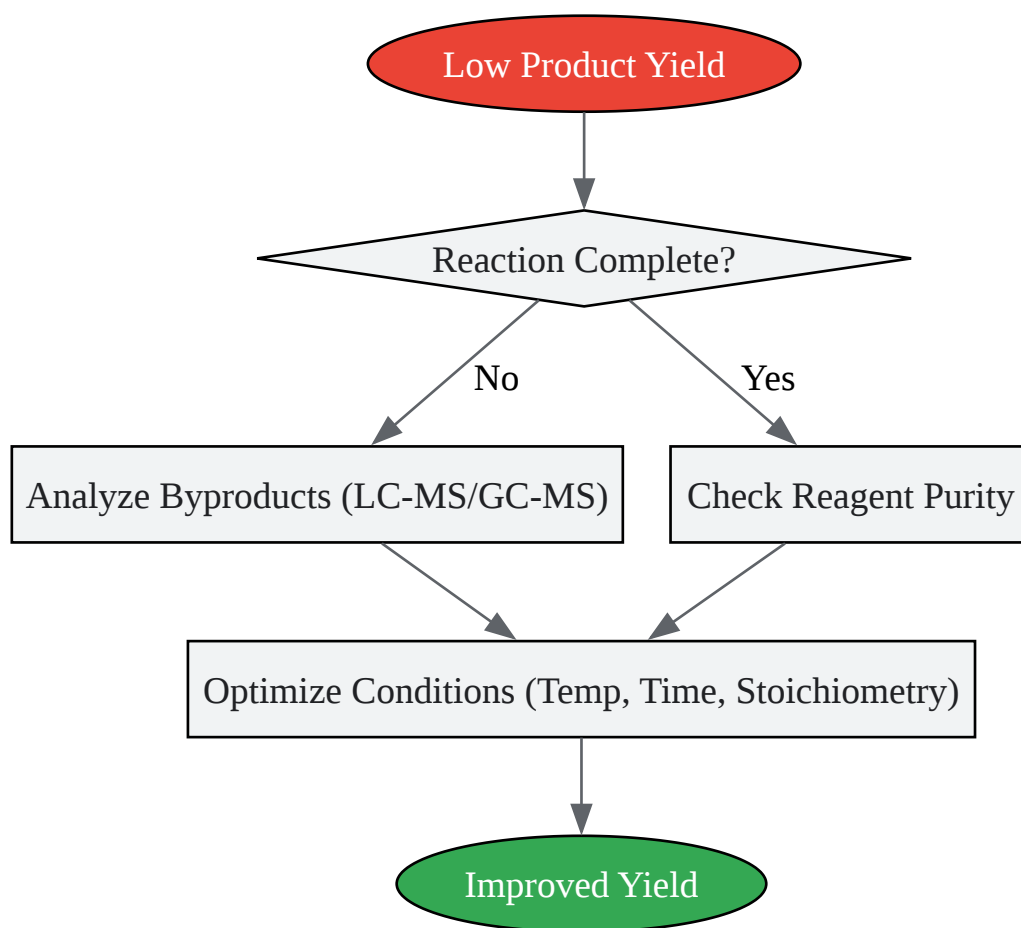 Low Product Yield
Reaction Complete?
No
Yes
Analyze Byproducts (LC-MS/GC-MS)
Check Reagent Purity
Optimize Conditions (Temp, Time, Stoichiometry)
Improved Yield